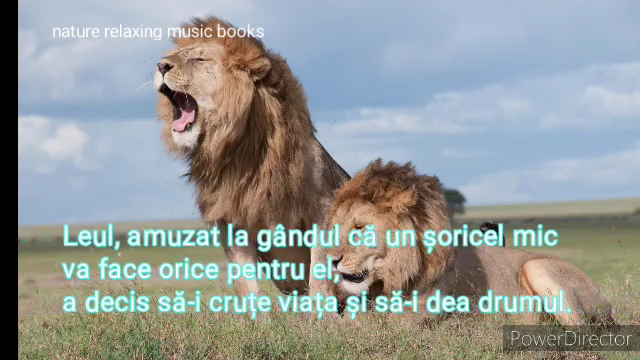 nature relaxing music books
Leul, amuzat la gândul că un șoricel mic
va face orice pentru el,
a decis să-i cruțe viața și să-i dea drumul.
PowerDirector